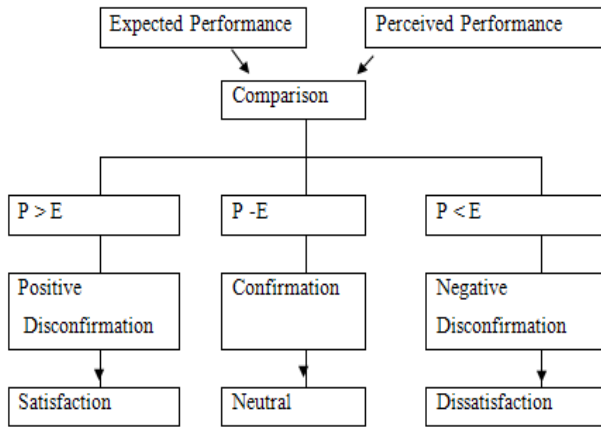 Expected Performance
Perceived Performance
Comparison
P > E
P -E
P < E
Positive
Disconfirmation
Confirmation
Negative
Disconfirmation
Satisfaction
Neutral
Dissatisfaction